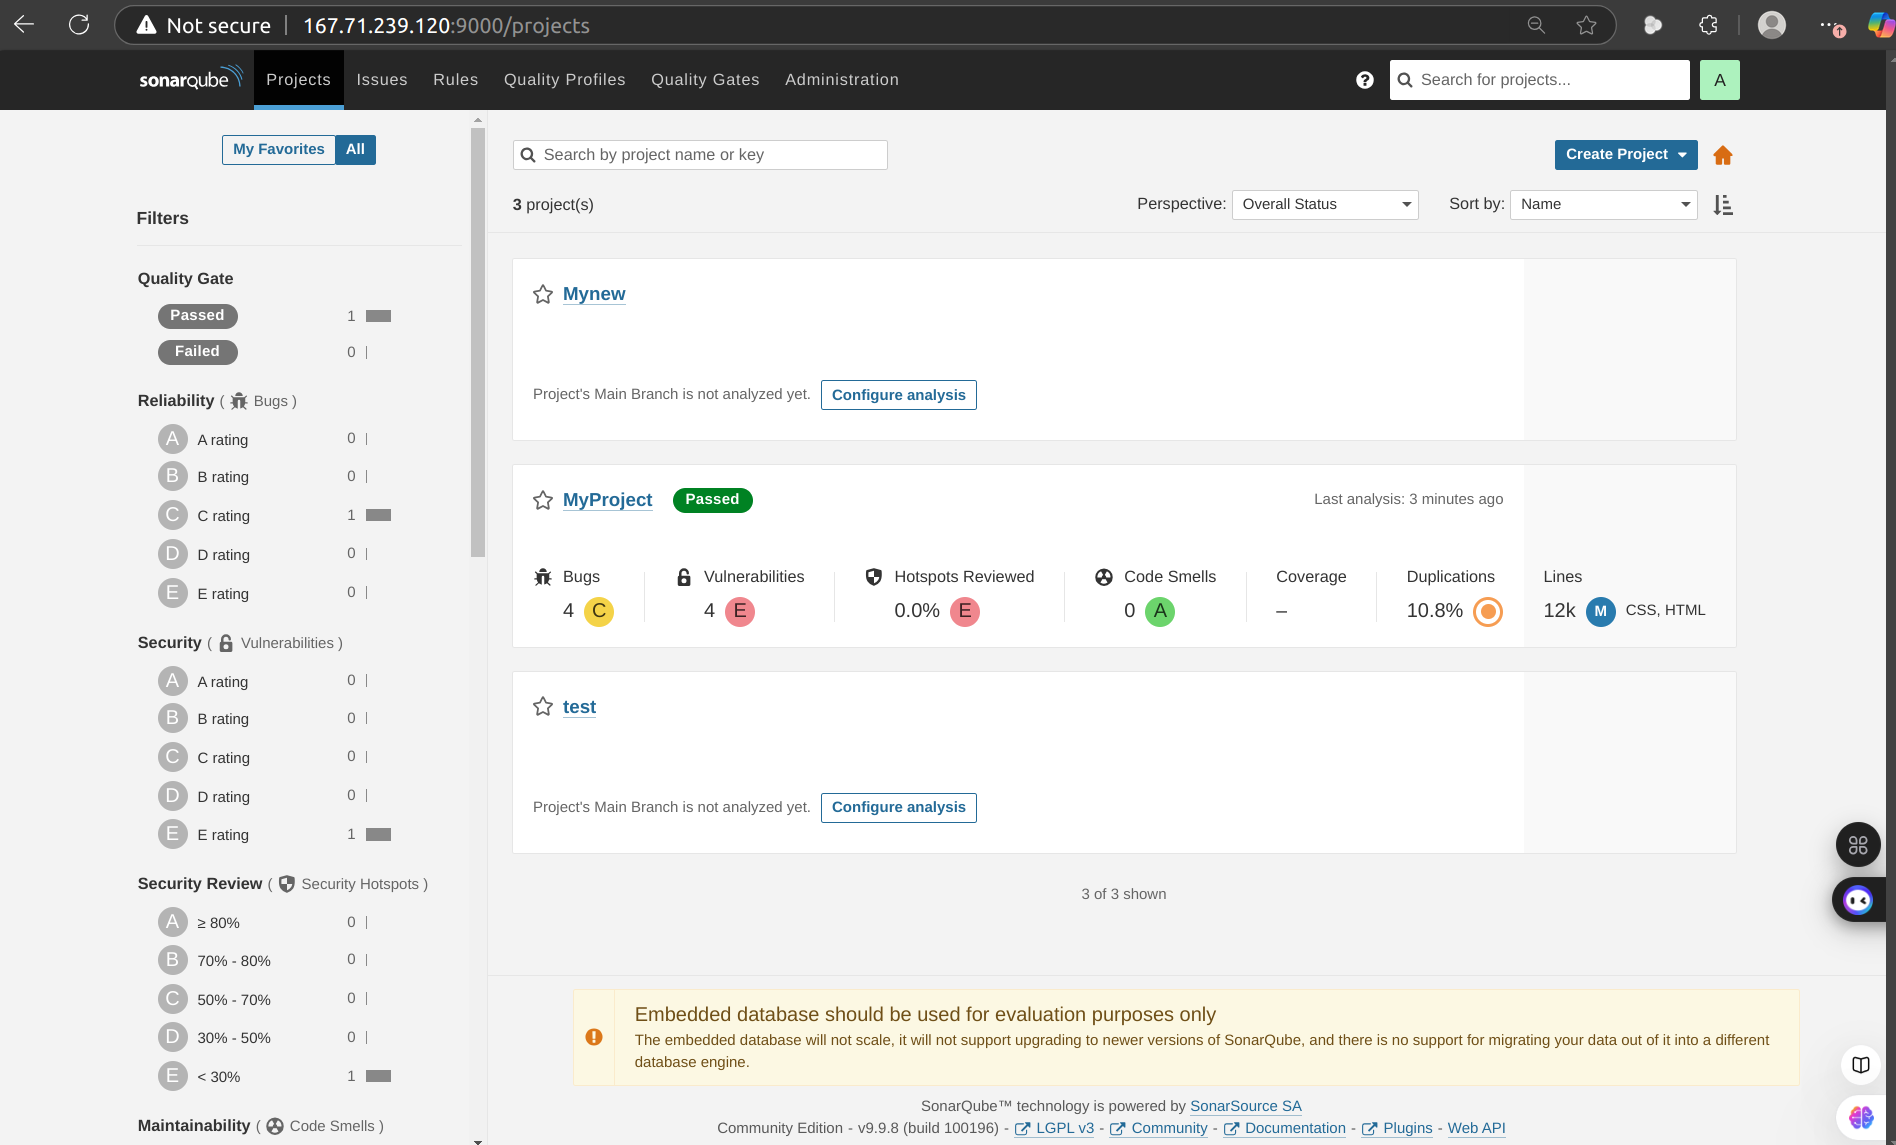 Not secure 167.71.239.120:9000/projects
sonarqube Projects Issues Rules Quality Profiles Quality Gates Administration Search for projects... A
My Favorites All
Search by project name or key
Create Project
3 project(s)
Perspective: Overall Status
Sort by: Name
Filters
Quality Gate
Passed 1
Failed 0
Reliability ( Bugs )
A A rating 0
B B rating 0
C C rating 1
D D rating 0
E E rating 0
Security ( Vulnerabilities )
A A rating 0
B B rating 0
C C rating 0
D D rating 0
E E rating 1
Security Review ( Security Hotspots )
A ≥ 80% 0
B 70% - 80% 0
C 50% - 70% 0
D 30% - 50% 0
E < 30% 1
Maintainability ( Code Smells )
Mynew
Project's Main Branch is not analyzed yet. Configure analysis
MyProject Passed Last analysis: 3 minutes ago
Bugs Vulnerabilities Hotspots Reviewed Code Smells Coverage Duplications Lines
4 C 4 E 0.0% E 0 A – 10.8% 12k M CSS, HTML
test
Project's Main Branch is not analyzed yet. Configure analysis
3 of 3 shown
Embedded database should be used for evaluation purposes only
The embedded database will not scale, it will not support upgrading to newer versions of SonarQube, and there is no support for migrating your data out of it into a different
database engine.
SonarQube™ technology is powered by SonarSource SA
Community Edition - v9.9.8 (build 100196) - LGPL v3 - Community - Documentation - Plugins - Web API